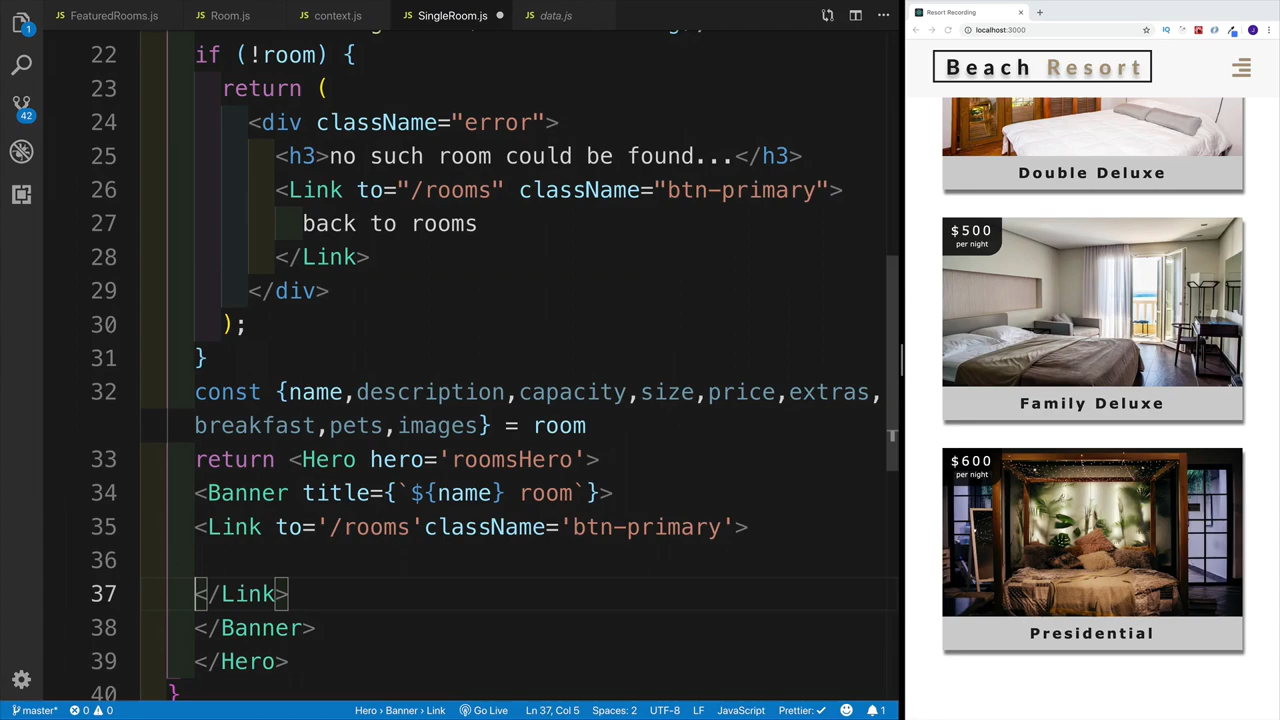 FeaturedRooms.js
Room.js
context.js
SingleRoom.js
data.js
22 if (!room) {
23 return (
24 <div className="error">
25 <h3>no such room could be found...</h3>
26 <Link to="/rooms" className="btn-primary">
27 back to rooms
28 </Link>
29 </div>
30 );
31 }
32 const {name,description,capacity,size,price,extras,
breakfast,pets,images} = room
33 return <Hero hero='roomsHero'>
34 <Banner title={`${name} room`}>
35 <Link to='/rooms'className='btn-primary'>
36
37 </Link>
38 </Banner>
39 </Hero>
40 }
1
42
master*
0 0
Hero › Banner › Link
Go Live
Ln 37, Col 5
Spaces: 2
UTF-8
LF
JavaScript
Prettier: ✓
1
Resort Recording
localhost:3000
IQ
J
Beach Resort
Double Deluxe
$500
per night
Family Deluxe
$600
per night
Presidential